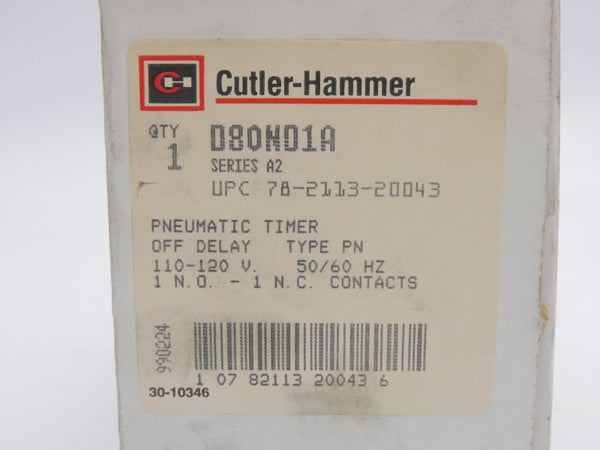 Cutler-Hammer
QTY
1
D80ND1A
SERIES A2
UPC 78-2113-20043
PNEUMATIC TIMER
OFF DELAY TYPE PN
110-120 V. 50/60 HZ
1 N.O. - 1 N.C. CONTACTS
990224
1 07 82113 20043 6
30-10346